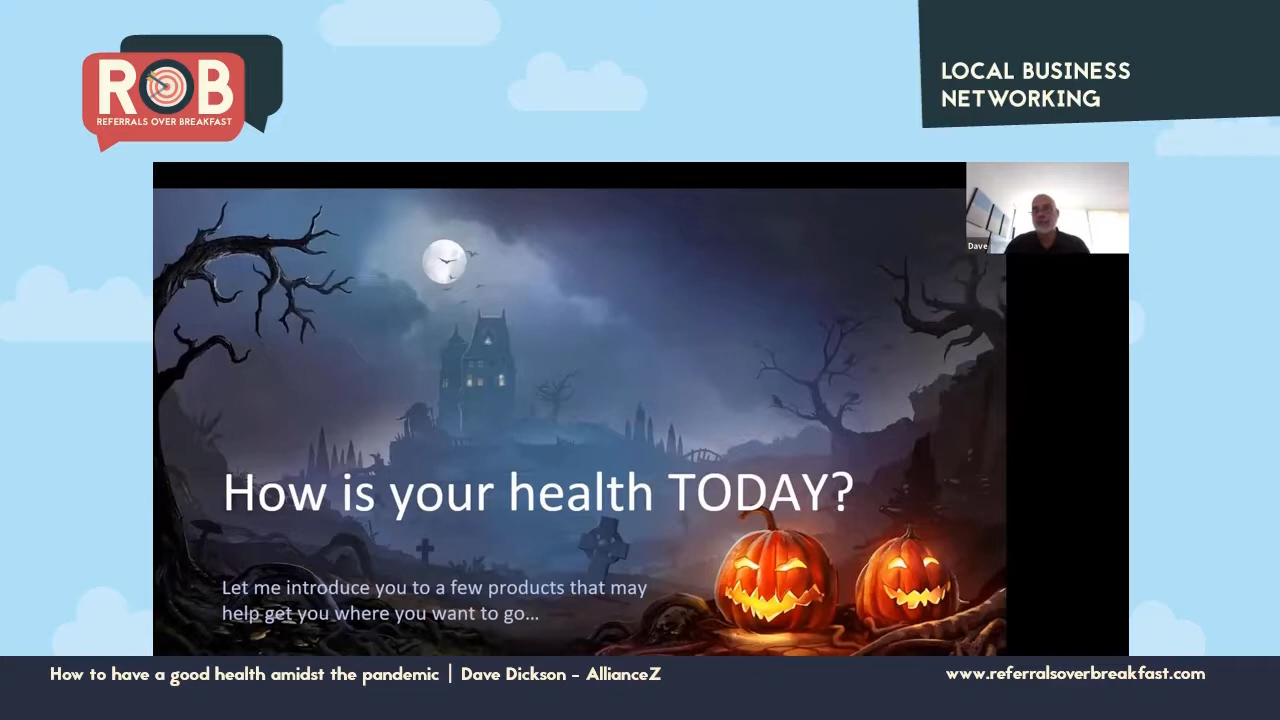 ROB
REFERRALS OVER BREAKFAST
LOCAL BUSINESS
NETWORKING
Dave
How is your health TODAY?
Let me introduce you to a few products that may
help get you where you want to go...
How to have a good health amidst the pandemic | Dave Dickson - AllianceZ
www.referralsoverbreakfast.com